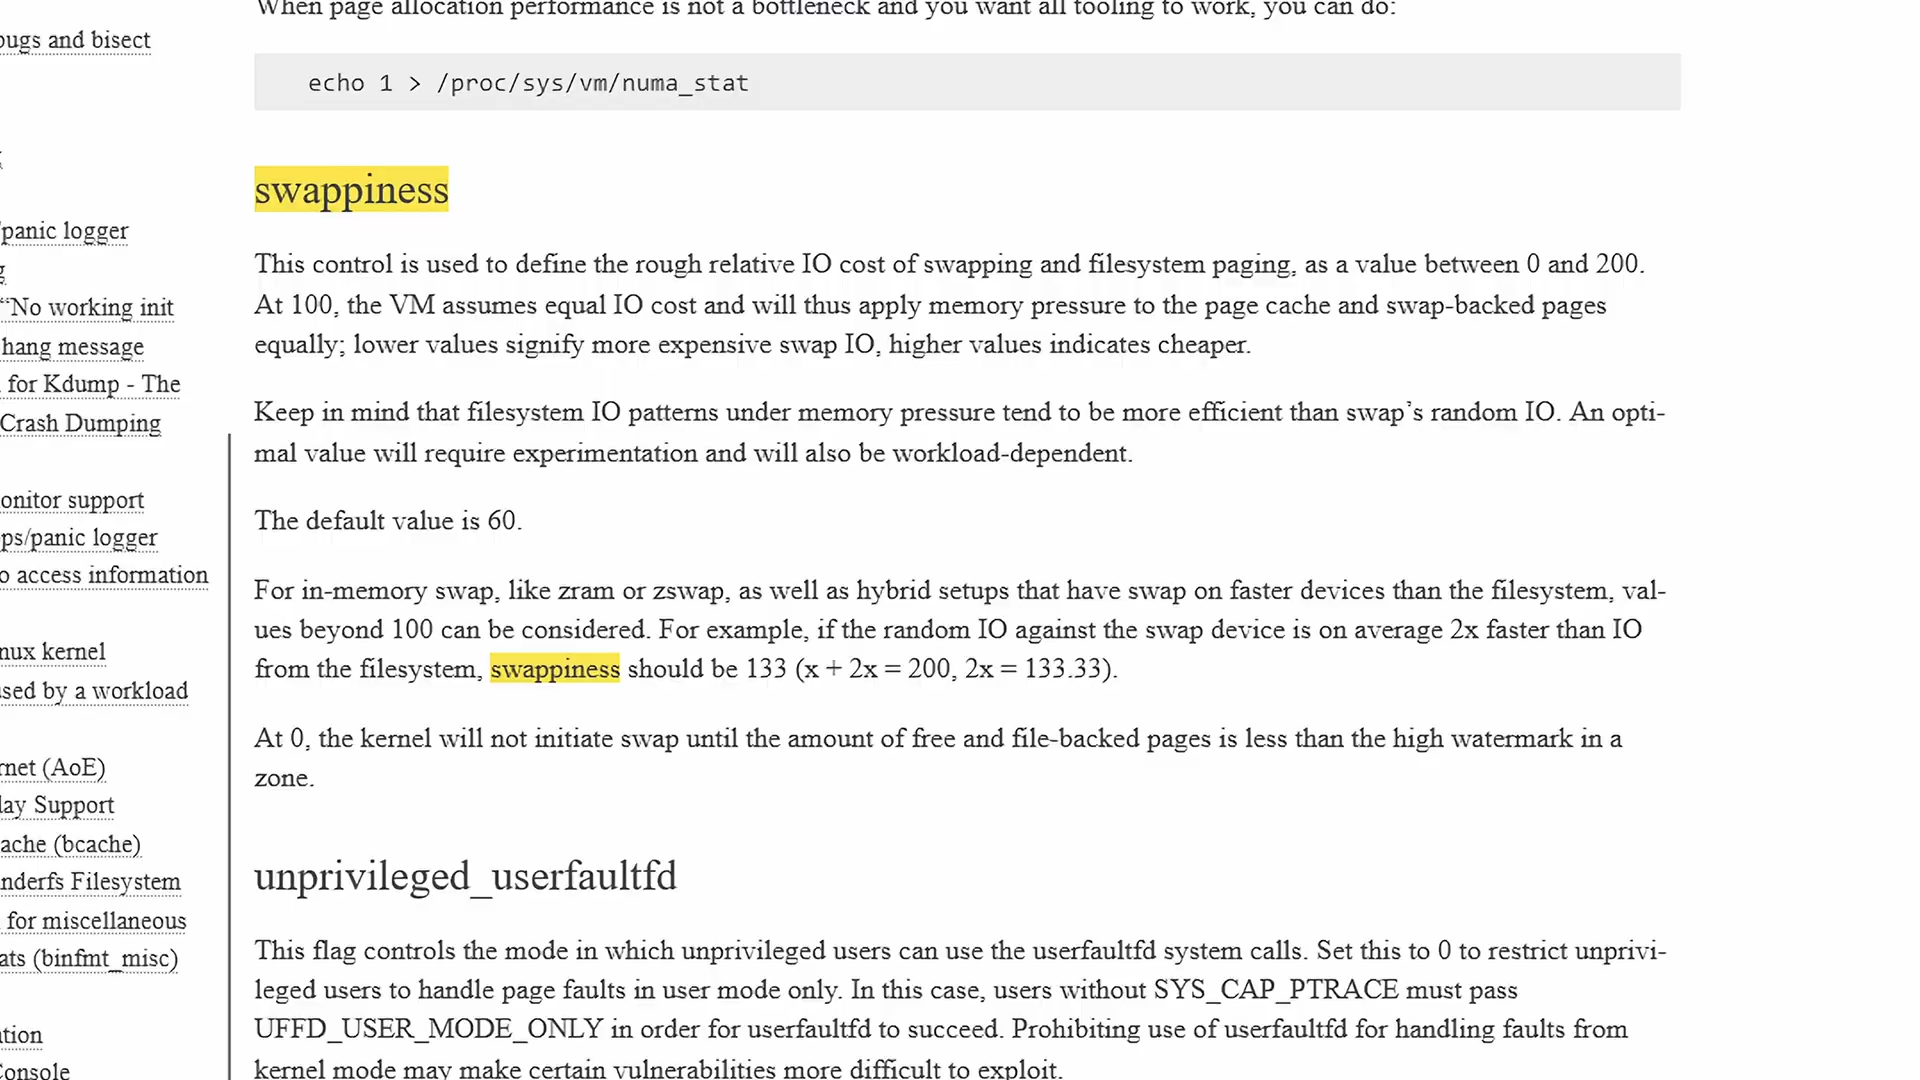 When page allocation performance is not a bottleneck and you want all tooling to work, you can do:
bugs and bisect
echo 1 > /proc/sys/vm/numa_stat
swappiness
panic logger
This control is used to define the rough relative IO cost of swapping and filesystem paging, as a value between 0 and 200.
At 100, the VM assumes equal IO cost and will thus apply memory pressure to the page cache and swap-backed pages
equally; lower values signify more expensive swap IO, higher values indicates cheaper.
“No working init
hang message
for Kdump - The
Crash Dumping
Keep in mind that filesystem IO patterns under memory pressure tend to be more efficient than swap’s random IO. An opti-
mal value will require experimentation and will also be workload-dependent.
onitor support
The default value is 60.
ps/panic logger
o access information
For in-memory swap, like zram or zswap, as well as hybrid setups that have swap on faster devices than the filesystem, val-
ues beyond 100 can be considered. For example, if the random IO against the swap device is on average 2x faster than IO
from the filesystem, swappiness should be 133 (x + 2x = 200, 2x = 133.33).
nux kernel
used by a workload
At 0, the kernel will not initiate swap until the amount of free and file-backed pages is less than the high watermark in a
zone.
rnet (AoE)
lay Support
ache (bcache)
nderfs Filesystem
for miscellaneous
ats (binfmt_misc)
unprivileged_userfaultfd
This flag controls the mode in which unprivileged users can use the userfaultfd system calls. Set this to 0 to restrict unprivi-
leged users to handle page faults in user mode only. In this case, users without SYS_CAP_PTRACE must pass
UFFD_USER_MODE_ONLY in order for userfaultfd to succeed. Prohibiting use of userfaultfd for handling faults from
kernel mode may make certain vulnerabilities more difficult to exploit.
tion
Console